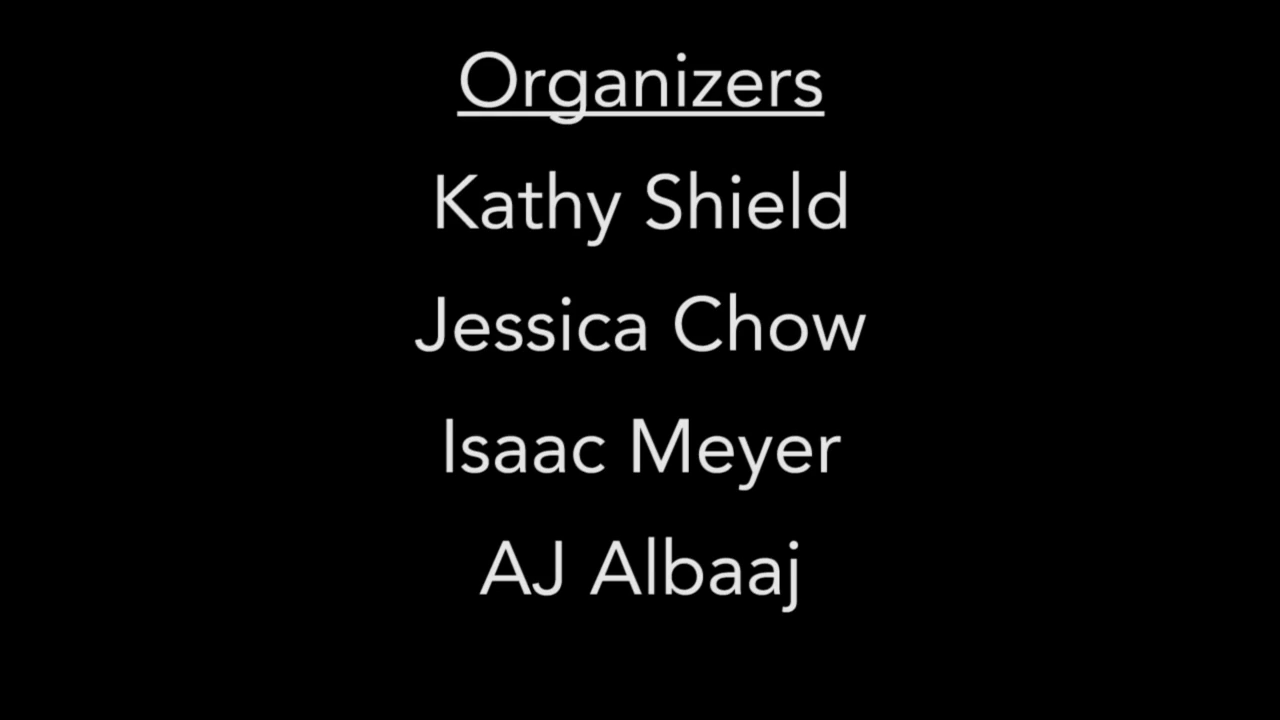 Organizers
Kathy Shield
Jessica Chow
Isaac Meyer
AJ Albaaj